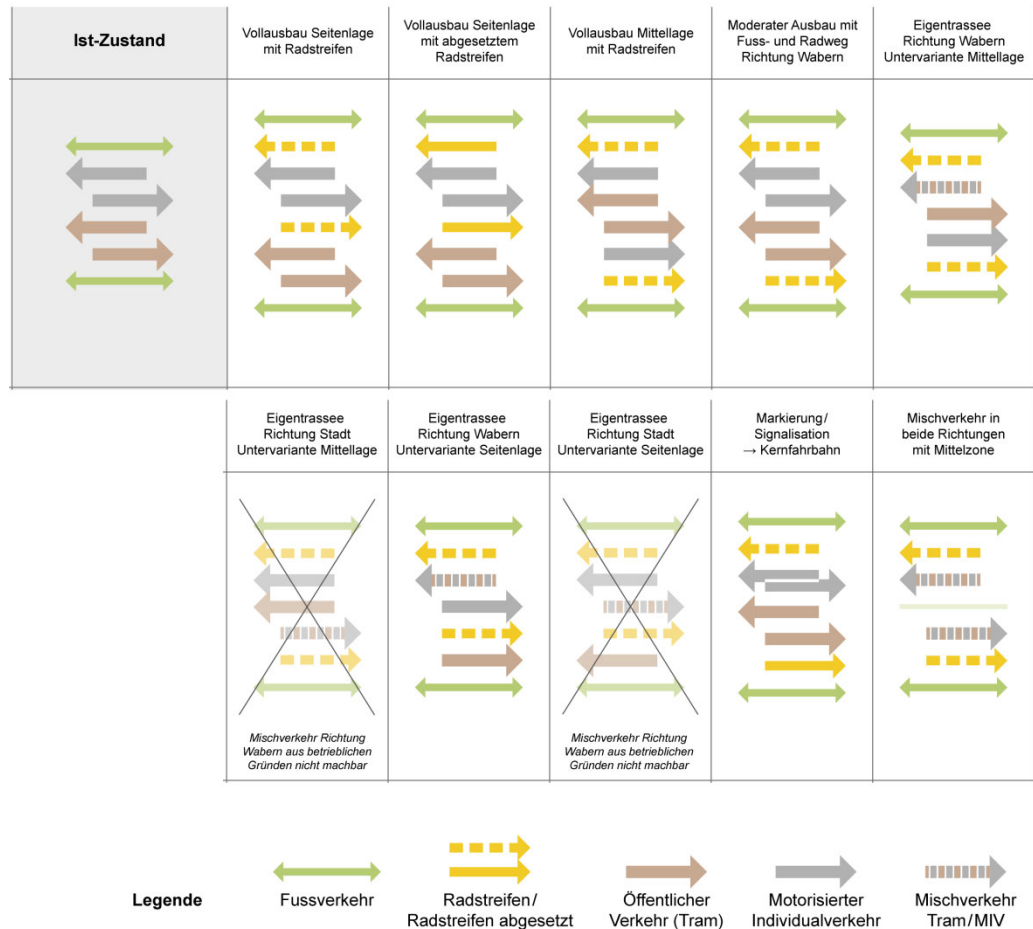 Ist-Zustand
Vollausbau Seitenlage
mit Radstreifen
Vollausbau Seitenlage
mit abgesetztem
Radstreifen
Vollausbau Mittellage
mit Radstreifen
Moderater Ausbau mit
Fuss- und Radweg
Richtung Wabern
Eigentrassee
Richtung Wabern
Untervariante Mittellage
Eigentrassee
Richtung Stadt
Untervariante Mittellage
Eigentrassee
Richtung Wabern
Untervariante Seitenlage
Eigentrassee
Richtung Stadt
Untervariante Seitenlage
Markierung/
Signalisation
→ Kernfahrbahn
Mischverkehr in
beide Richtungen
mit Mittelzone
Mischverkehr Richtung
Wabern aus betrieblichen
Gründen nicht machbar
Mischverkehr Richtung
Wabern aus betrieblichen
Gründen nicht machbar
Legende
Fussverkehr
Radstreifen/
Radstreifen abgesetzt
Öffentlicher
Verkehr (Tram)
Motorisierter
Individualverkehr
Mischverkehr
Tram/MIV